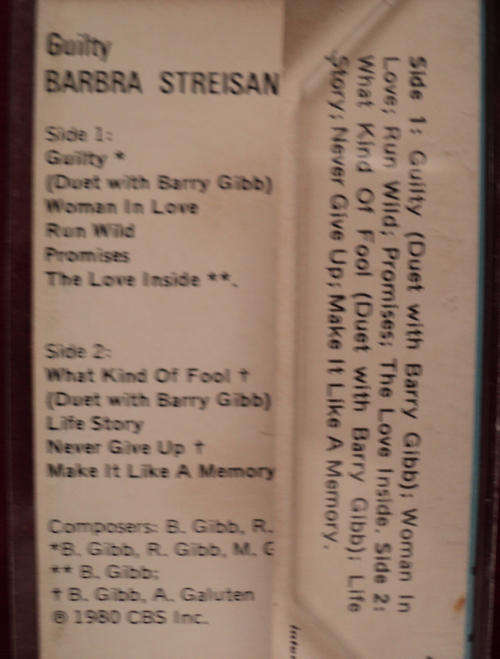 Guilty
BARBRA STREISAN
Side 1:
Guilty *
(Duet with Barry Gibb)
Woman In Love
Run Wild
Promises
The Love Inside **.
Side 2:
What Kind Of Fool †
(Duet with Barry Gibb)
Life Story
Never Give Up †
Make It Like A Memory
Composers: B. Gibb, R.
*B. Gibb, R. Gibb, M. G
** B. Gibb;
† B. Gibb, A. Galuten
℗ 1980 CBS Inc.
Side 1: Guilty (Duet with Barry Gibb); Woman In
Love; Run Wild; Promises; The Love Inside. Side 2:
What Kind Of Fool (Duet with Barry Gibb); Life
Story; Never Give Up; Make It Like A Memory.